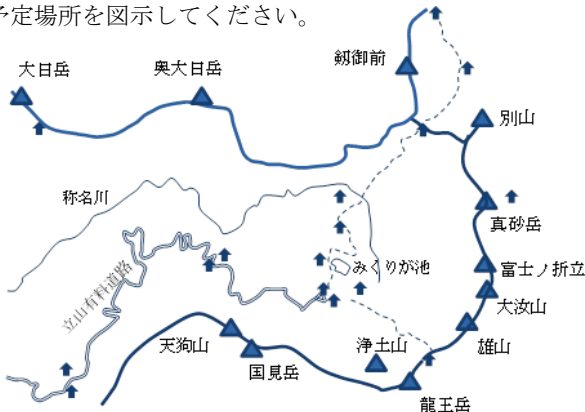 予定場所を図示してください。
大日岳
奥大日岳
剱御前
別山
称名川
真砂岳
みくりが池
富士ノ折立
立山有料道路
大汝山
天狗山
浄土山
雄山
国見岳
龍王岳